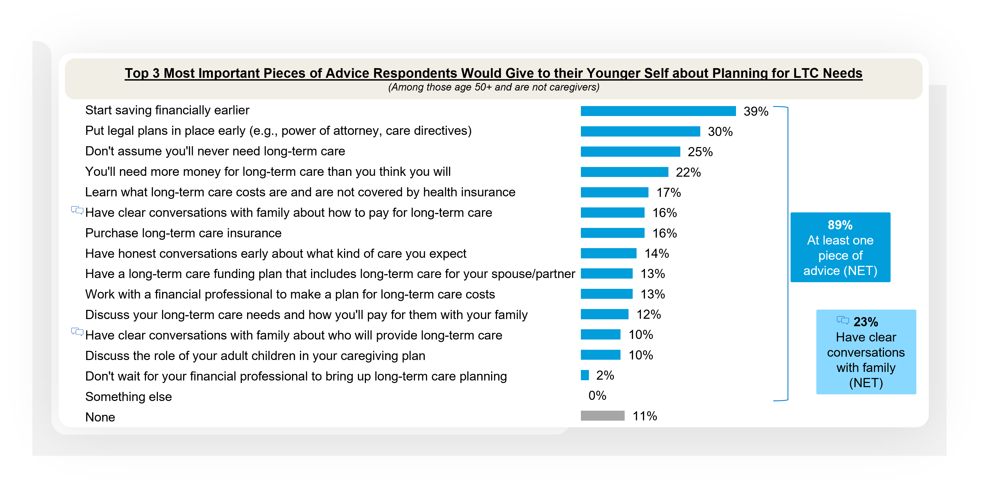 Top 3 Most Important Pieces of Advice Respondents Would Give to their Younger Self about Planning for LTC Needs
(Among those age 50+ and are not caregivers)
Start saving financially earlier 39%
Put legal plans in place early (e.g., power of attorney, care directives) 30%
Don't assume you'll never need long-term care 25%
You'll need more money for long-term care than you think you will 22%
Learn what long-term care costs are and are not covered by health insurance 17%
Have clear conversations with family about how to pay for long-term care 16%
Purchase long-term care insurance 16%
Have honest conversations early about what kind of care you expect 14%
Have a long-term care funding plan that includes long-term care for your spouse/partner 13%
Work with a financial professional to make a plan for long-term care costs 13%
Discuss your long-term care needs and how you'll pay for them with your family 12%
Have clear conversations with family about who will provide long-term care 10%
Discuss the role of your adult children in your caregiving plan 10%
Don't wait for your financial professional to bring up long-term care planning 2%
Something else 0%
None 11%
89%
At least one
piece of
advice (NET)
23%
Have clear
conversations
with family
(NET)